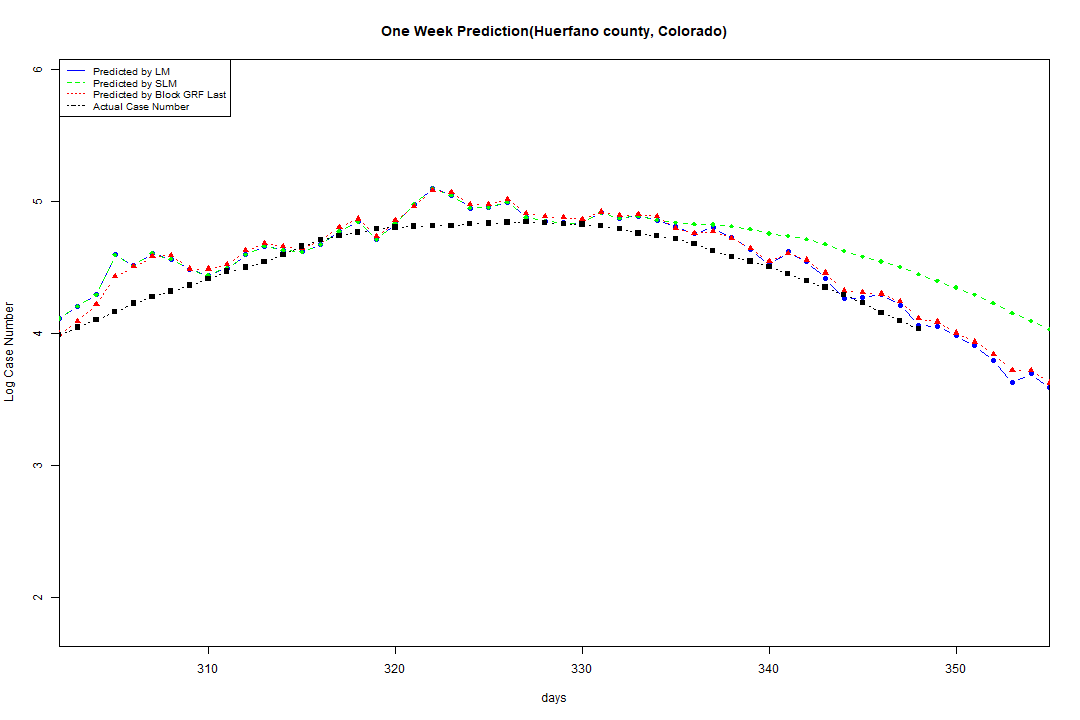 One Week Prediction(Huerfano county, Colorado)
Predicted by LM
Predicted by SLM
Predicted by Block GRF Last
Actual Case Number
Log Case Number
6
5
4
3
2
310 320 330 340 350
days